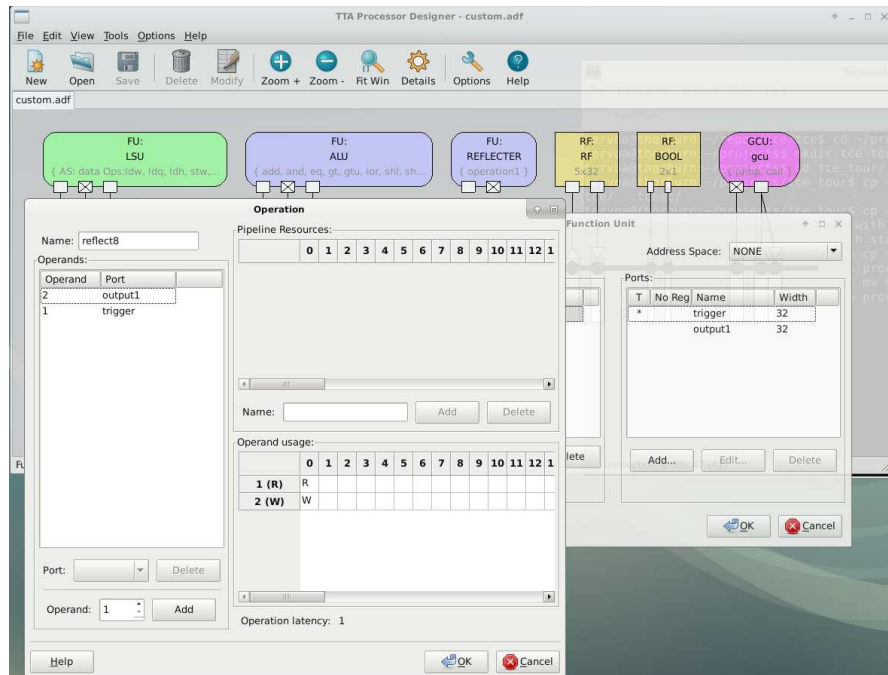 TTA Processor Designer - custom.adf
File Edit View Tools Options Help
New Open Save Delete Modify Zoom + Zoom - Fit Win Details Options Help
custom.adf
FU: FU: FU: RF: RF: GCU:
LSU ALU REFLECTER RF BOOL gcu
{ AS: data Ops:ldw, ldq, ldh, stw,... { add, and, eq, gt, gtu, ior, shl, sh... { operation1 } 5x32 2x1 { jump, call }
Operation
Name: reflect8
Operands:
Operand Port
2 output1
1 trigger
Port: Delete
Operand: 1 Add
Pipeline Resources:
0 1 2 3 4 5 6 7 8 9 10 11 12 1
Name: Add Delete
Operand usage:
0 1 2 3 4 5 6 7 8 9 10 11 12 1
1 (R) R
2 (W) W
Operation latency: 1
Help OK Cancel
Function Unit
Address Space: NONE
Ports:
T No Reg Name Width
* trigger 32
output1 32
lete Add... Edit... Delete
OK Cancel